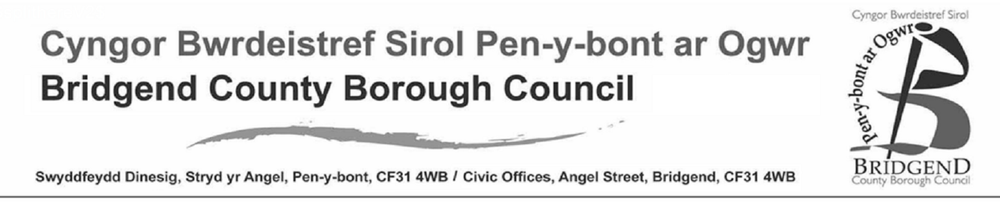 Cyngor Bwrdeistref Sirol Pen-y-bont ar Ogwr
Bridgend County Borough Council
Swyddfeydd Dinesig, Stryd yr Angel, Pen-y-bont, CF31 4WB / Civic Offices, Angel Street, Bridgend, CF31 4WB
Cyngor Bwrdeistref Sirol
Pen-y-bont ar Ogwr
BRIDGEND
County Borough Council